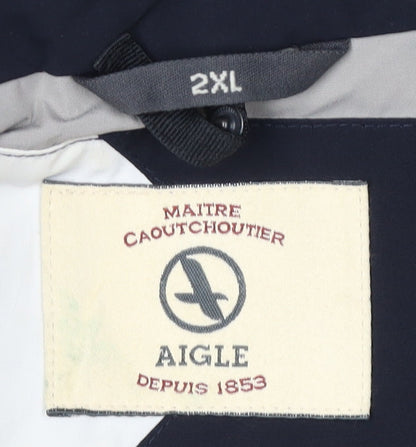 2XL
MAITRE
CAOUTCHOUTIER
AIGLE
DEPUIS 1853